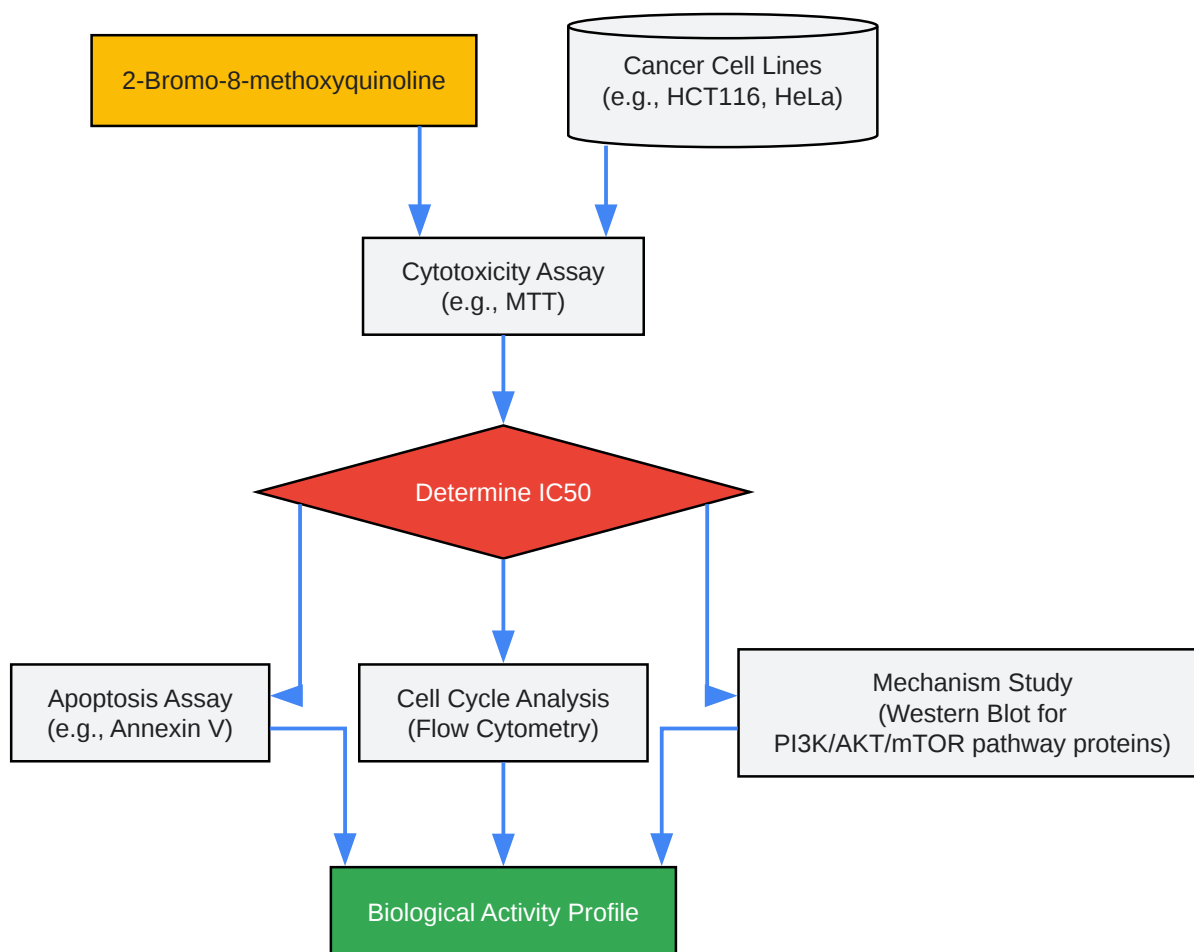 2-Bromo-8-methoxyquinoline
Cancer Cell Lines
(e.g., HCT116, HeLa)
Cytotoxicity Assay
(e.g., MTT)
Determine IC50
Apoptosis Assay
(e.g., Annexin V)
Cell Cycle Analysis
(Flow Cytometry)
Mechanism Study
(Western Blot for
PI3K/AKT/mTOR pathway proteins)
Biological Activity Profile